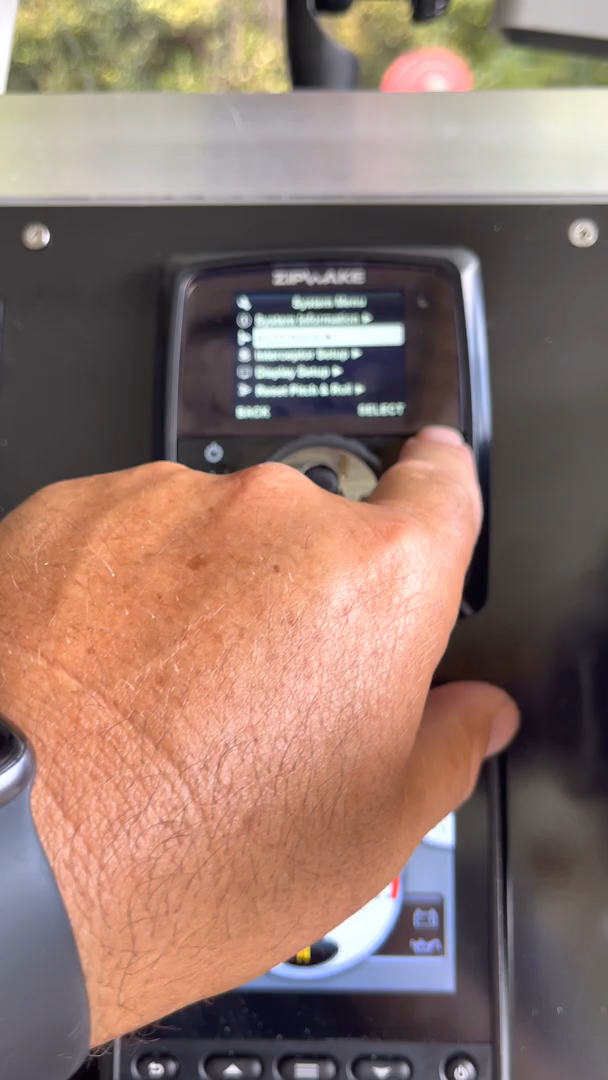 ZIPWAKE
System Menu
System Information
Interceptor Setup
Display Setup
Reset Pitch & Roll
BACK SELECT